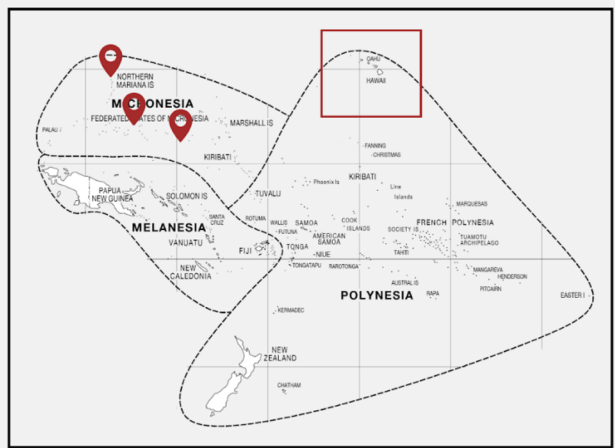 OAHU
HAWAII
NORTHERN
MARIANA IS
MICRONESIA
FEDERATED STATES OF MICRONESIA
MARSHALL IS
PALAU
KIRIBATI
FANNING
CHRISTMAS
KIRIBATI
Phoenix Is
Line
Islands
TUVALU
PAPUA
NEW GUINEA
SOLOMON IS
SANTA
CRUZ
ROTUMA
WALLIS
FUTUNA
SAMOA
COOK
ISLANDS
MARQUESAS
FRENCH POLYNESIA
SOCIETY IS
TUAMOTU
ARCHIPELAGO
MELANESIA
VANUATU
AMERICAN
SAMOA
FIJI
TONGA
NIUE
TAHITI
NEW
CALEDONIA
TONGATAPU
RAROTONGA
MANGAREVA
HENDERSON
AUSTRAL IS
RAPA
PITCAIRN
EASTER I
POLYNESIA
KERMADEC
NEW
ZEALAND
CHATHAM